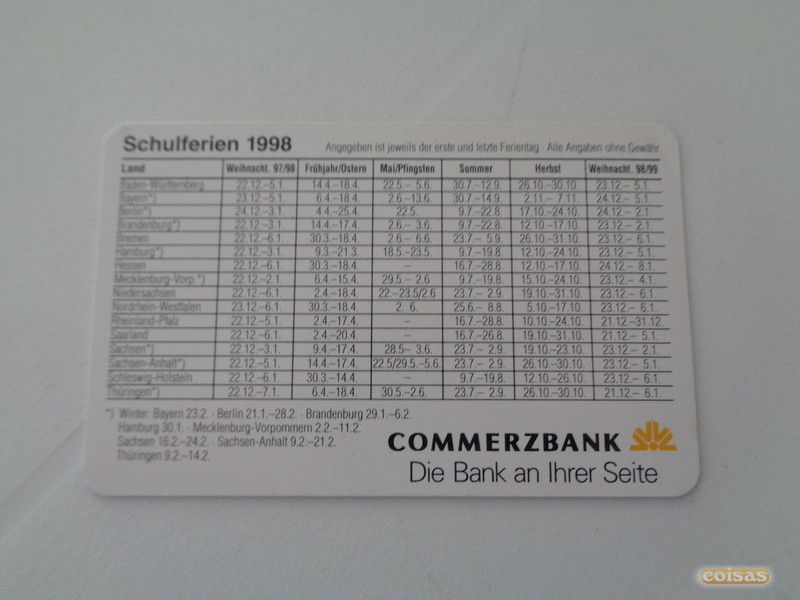 Schulferien 1998 Angegeben ist jeweils der erste und letzte Ferientag · Alle Angaben ohne Gewähr
Land Weihnacht. 97/98 Frühjahr/Ostern Mai/Pfingsten Sommer Herbst Weihnacht. 98/99
Baden-Württemberg 22.12.–5.1. 14.4.–18.4. 22.5.– 5.6. 30.7.–12.9. 26.10.–30.10. 23.12.– 5.1.
Bayern*) 23.12.–5.1. 6.4.–18.4. 2.6.–13.6. 30.7.–14.9. 2.11.– 7.11. 24.12.– 5.1.
Berlin*) 24.12.–3.1. 4.4.–25.4. 22.5. 9.7.–22.8. 17.10.–24.10. 24.12.– 2.1.
Brandenburg*) 22.12.–3.1. 14.4.–17.4. 2.6.– 3.6. 9.7.–22.8. 12.10.–17.10. 23.12.– 2.1.
Bremen 22.12.–6.1. 30.3.–18.4. 2.6.– 6.6. 23.7.– 5.9. 26.10.–31.10. 23.12.– 6.1.
Hamburg*) 22.12.–3.1. 9.3.–21.3. 18.5.–23.5. 9.7.–19.8. 12.10.–24.10. 23.12.– 2.1.
Hessen 22.12.–6.1. 30.3.–18.4. – 16.7.–28.8. 12.10.–17.10. 24.12.– 8.1.
Mecklenburg-Vorp.*) 22.12.–2.1. 6.4.–15.4. 29.5.– 2.6 9.7.–19.8. 15.10.–24.10. 23.12.– 4.1.
Niedersachsen 22.12.–6.1. 2.4.–18.4. 22.–23.5/2.6 23.7.– 2.9. 19.10.–31.10. 23.12.– 6.1.
Nordrhein-Westfalen 23.12.–6.1. 30.3.–18.4. 2. 6. 25.6.– 8.8. 5.10.–17.10. 23.12.– 6.1.
Rheinland-Pfalz 22.12.–5.1. 2.4.–17.4. – 16.7.–28.8. 10.10.–24.10. 21.12.–31.12.
Saarland 22.12.–6.1. 2.4.–20.4. – 16.7.–26.8. 19.10.–31.10. 21.12.– 5.1.
Sachsen*) 22.12.–3.1. 9.4.–17.4. 28.5– 3.6. 23.7.– 2.9. 19.10.–23.10. 23.12.– 2.1.
Sachsen-Anhalt*) 22.12.–5.1. 14.4.–17.4. 22.5/29.5.–5.6. 23.7.– 2.9. 26.10.–30.10. 23.12.– 5.1.
Schleswig-Holstein 22.12.–6.1. 30.3.–14.4. – 9.7.–19.8. 12.10.–26.10. 23.12.– 6.1.
Thüringen*) 22.12.–7.1. 6.4.–18.4. 30.5.–2.6. 23.7.– 2.9. 26.10.–30.10. 21.12.– 6.1.
*) Winter: Bayern 23.2. · Berlin 21.1.–28.2. · Brandenburg 29.1.–6.2.
Hamburg 30.1. · Mecklenburg-Vorpommern 2.2.–11.2.
Sachsen 16.2.–24.2. · Sachsen-Anhalt 9.2.–21.2.
Thüringen 9.2.–14.2.
COMMERZBANK
Die Bank an Ihrer Seite
coisas